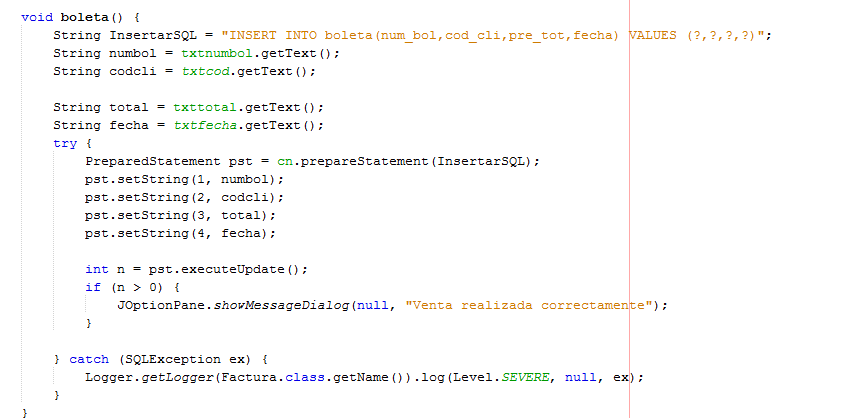 void boleta() {
    String InsertarSQL = "INSERT INTO boleta(num_bol,cod_cli,pre_tot,fecha) VALUES (?,?,?,?)";
    String numbol = txtnumbol.getText();
    String codcli = txtcod.getText();

    String total = txttotal.getText();
    String fecha = txtfecha.getText();
    try {
        PreparedStatement pst = cn.prepareStatement(InsertarSQL);
        pst.setString(1, numbol);
        pst.setString(2, codcli);
        pst.setString(3, total);
        pst.setString(4, fecha);

        int n = pst.executeUpdate();
        if (n > 0) {
            JOptionPane.showMessageDialog(null, "Venta realizada correctamente");
        }

    } catch (SQLException ex) {
        Logger.getLogger(Factura.class.getName()).log(Level.SEVERE, null, ex);
    }
}